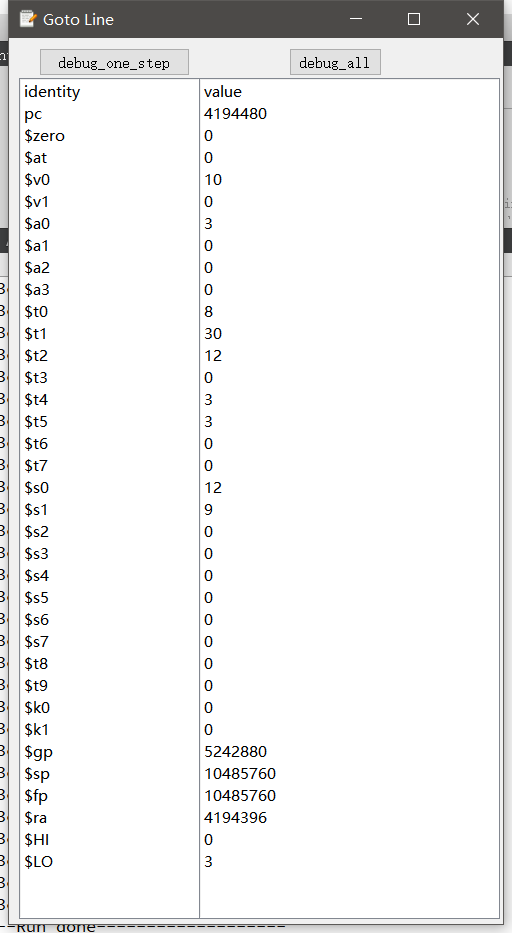 Goto Line
debug_one_step debug_all
identity value
pc 4194480
$zero 0
$at 0
$v0 10
$v1 0
$a0 3
$a1 0
$a2 0
$a3 0
$t0 8
$t1 30
$t2 12
$t3 0
$t4 3
$t5 3
$t6 0
$t7 0
$s0 12
$s1 9
$s2 0
$s3 0
$s4 0
$s5 0
$s6 0
$s7 0
$t8 0
$t9 0
$k0 0
$k1 0
$gp 5242880
$sp 10485760
$fp 10485760
$ra 4194396
$HI 0
$LO 3
--Run done-------------------